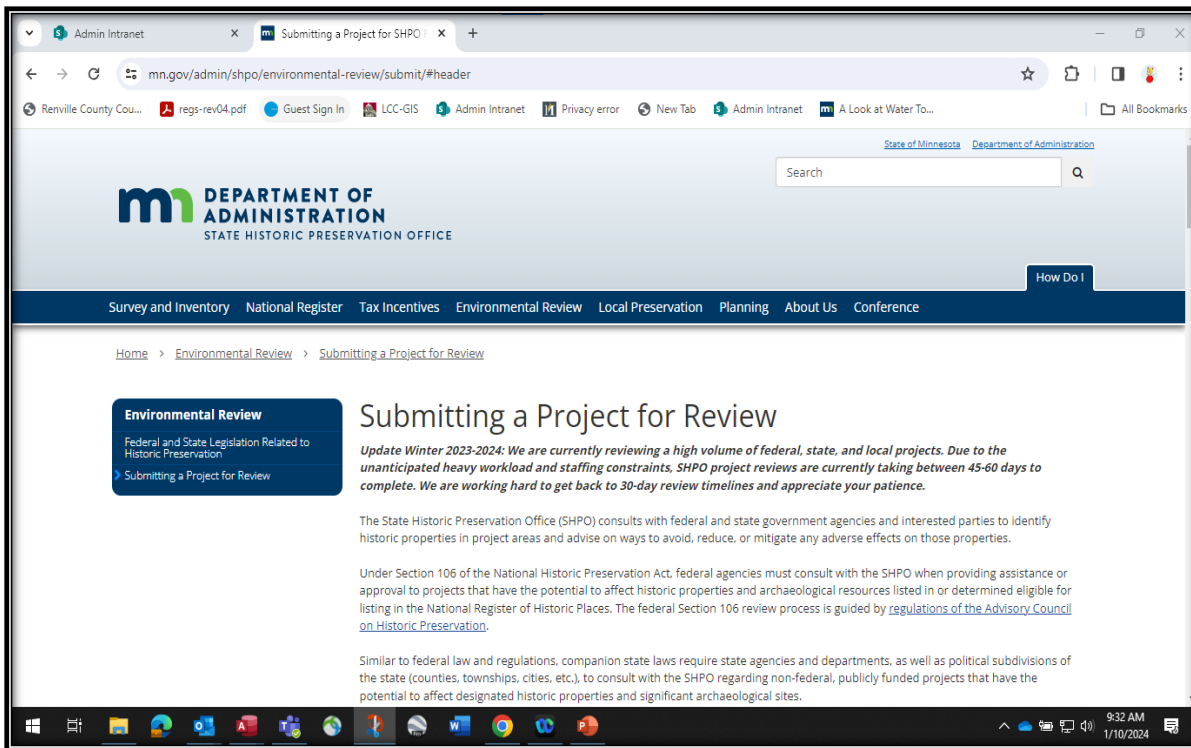 Admin Intranet
Submitting a Project for SHPO
mn.gov/admin/shpo/environmental-review/submit/#header
Renville County Cou...
regs-rev04.pdf
Guest Sign In
LCC-GIS
Admin Intranet
Privacy error
New Tab
Admin Intranet
A Look at Water To...
All Bookmarks
State of Minnesota
Department of Administration
Search
mn
DEPARTMENT OF
ADMINISTRATION
STATE HISTORIC PRESERVATION OFFICE
How Do I
Survey and Inventory
National Register
Tax Incentives
Environmental Review
Local Preservation
Planning
About Us
Conference
Home > Environmental Review > Submitting a Project for Review
Environmental Review
Federal and State Legislation Related to
Historic Preservation
Submitting a Project for Review
Submitting a Project for Review
Update Winter 2023-2024: We are currently reviewing a high volume of federal, state, and local projects. Due to the
unanticipated heavy workload and staffing constraints, SHPO project reviews are currently taking between 45-60 days to
complete. We are working hard to get back to 30-day review timelines and appreciate your patience.
The State Historic Preservation Office (SHPO) consults with federal and state government agencies and interested parties to identify
historic properties in project areas and advise on ways to avoid, reduce, or mitigate any adverse effects on those properties.
Under Section 106 of the National Historic Preservation Act, federal agencies must consult with the SHPO when providing assistance or
approval to projects that have the potential to affect historic properties and archaeological resources listed in or determined eligible for
listing in the National Register of Historic Places. The federal Section 106 review process is guided by regulations of the Advisory Council
on Historic Preservation.
Similar to federal law and regulations, companion state laws require state agencies and departments, as well as political subdivisions of
the state (counties, townships, cities, etc.), to consult with the SHPO regarding non-federal, publicly funded projects that have the
potential to affect designated historic properties and significant archaeological sites.
9:32 AM
1/10/2024